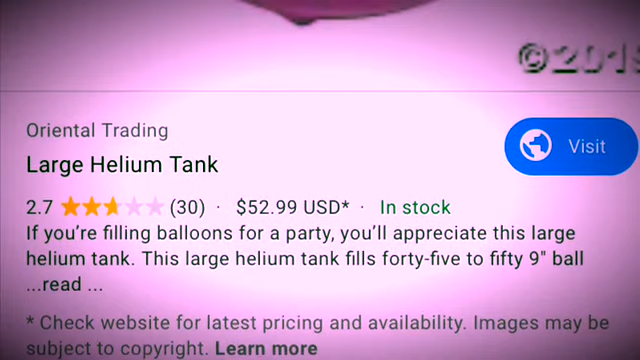 ©2019
Oriental Trading
Large Helium Tank
Visit
2.7 (30) · $52.99 USD* · In stock
If you're filling balloons for a party, you'll appreciate this large
helium tank. This large helium tank fills forty-five to fifty 9" ball
...read ...
* Check website for latest pricing and availability. Images may be
subject to copyright. Learn more